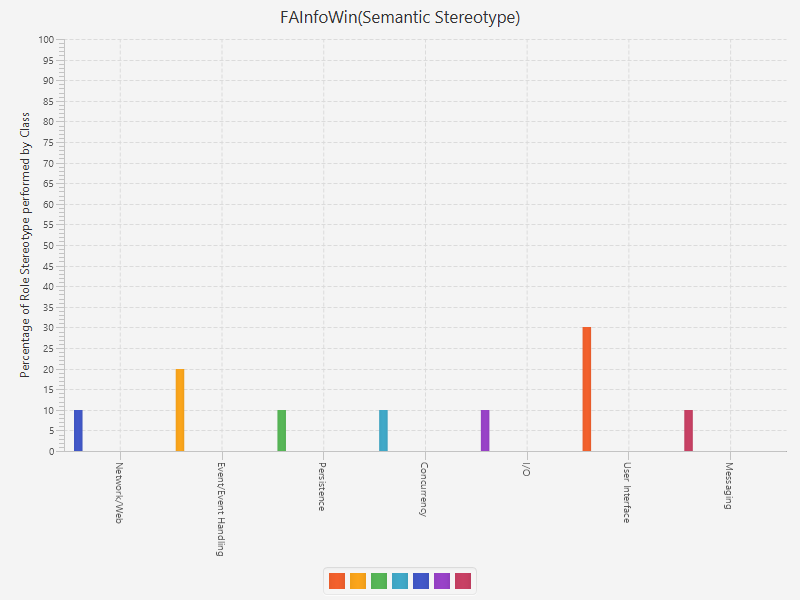 FAInfoWin(Semantic Stereotype)
Percentage of Role Stereotype performed by Class
100
95
90
85
80
75
70
65
60
55
50
45
40
35
30
25
20
15
10
5
0
Network/Web
Event/Event Handling
Persistence
Concurrency
I/O
User Interface
Messaging